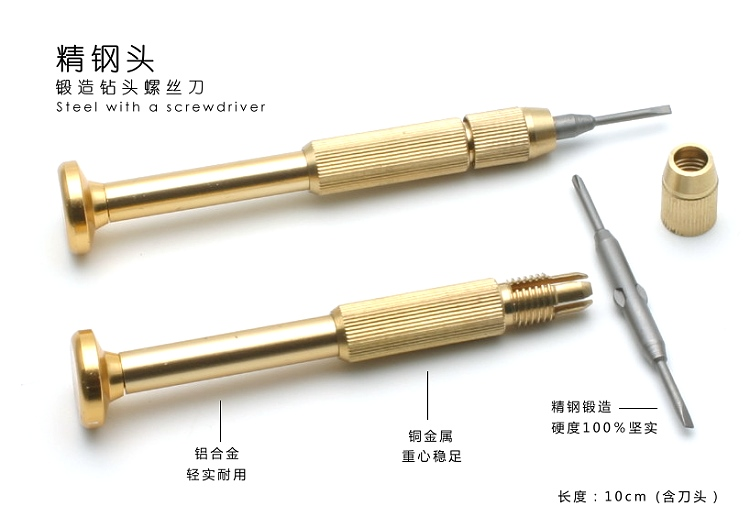 精钢头
锻造钻头螺丝刀
Steel with a screwdriver
铝合金
轻实耐用
铜金属
重心稳足
精钢锻造
硬度100%坚实
长度：10cm (含刀头)